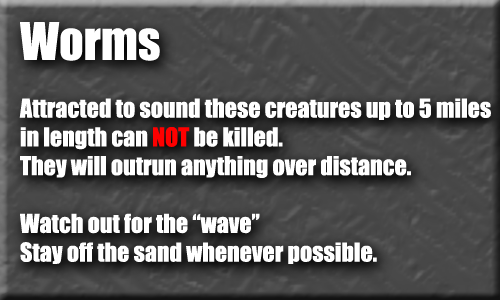 Worms
Attracted to sound these creatures up to 5 miles
in length can NOT be killed.
They will outrun anything over distance.
Watch out for the “wave”
Stay off the sand whenever possible.